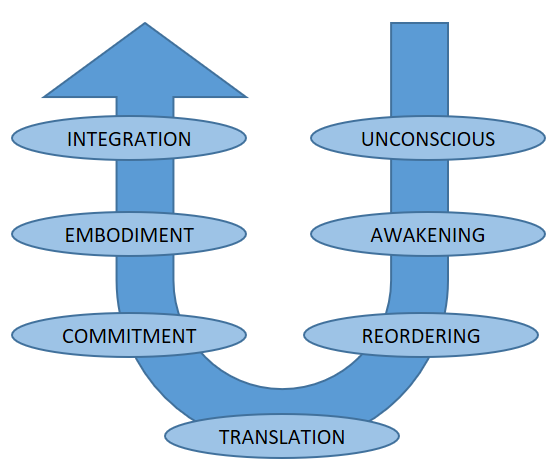 INTEGRATION
UNCONSCIOUS
EMBODIMENT
AWAKENING
COMMITMENT
REORDERING
TRANSLATION